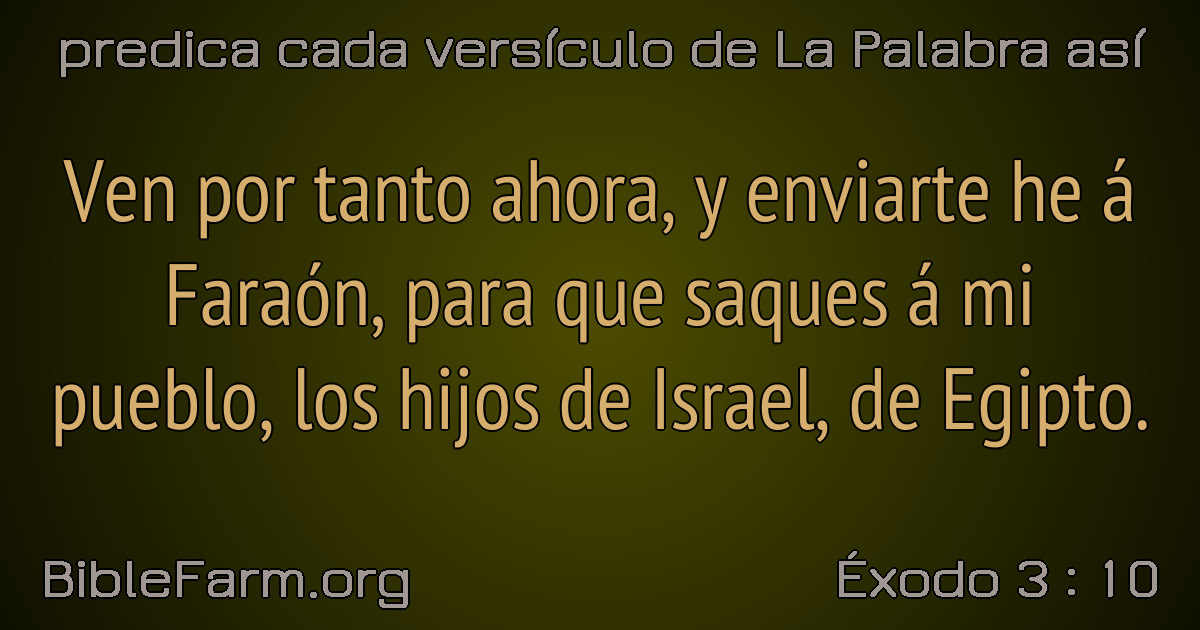 predica cada versículo de La Palabra así
Ven por tanto ahora, y enviarte he á
Faraón, para que saques á mi
pueblo, los hijos de Israel, de Egipto.
BibleFarm.org
Éxodo 3 : 10